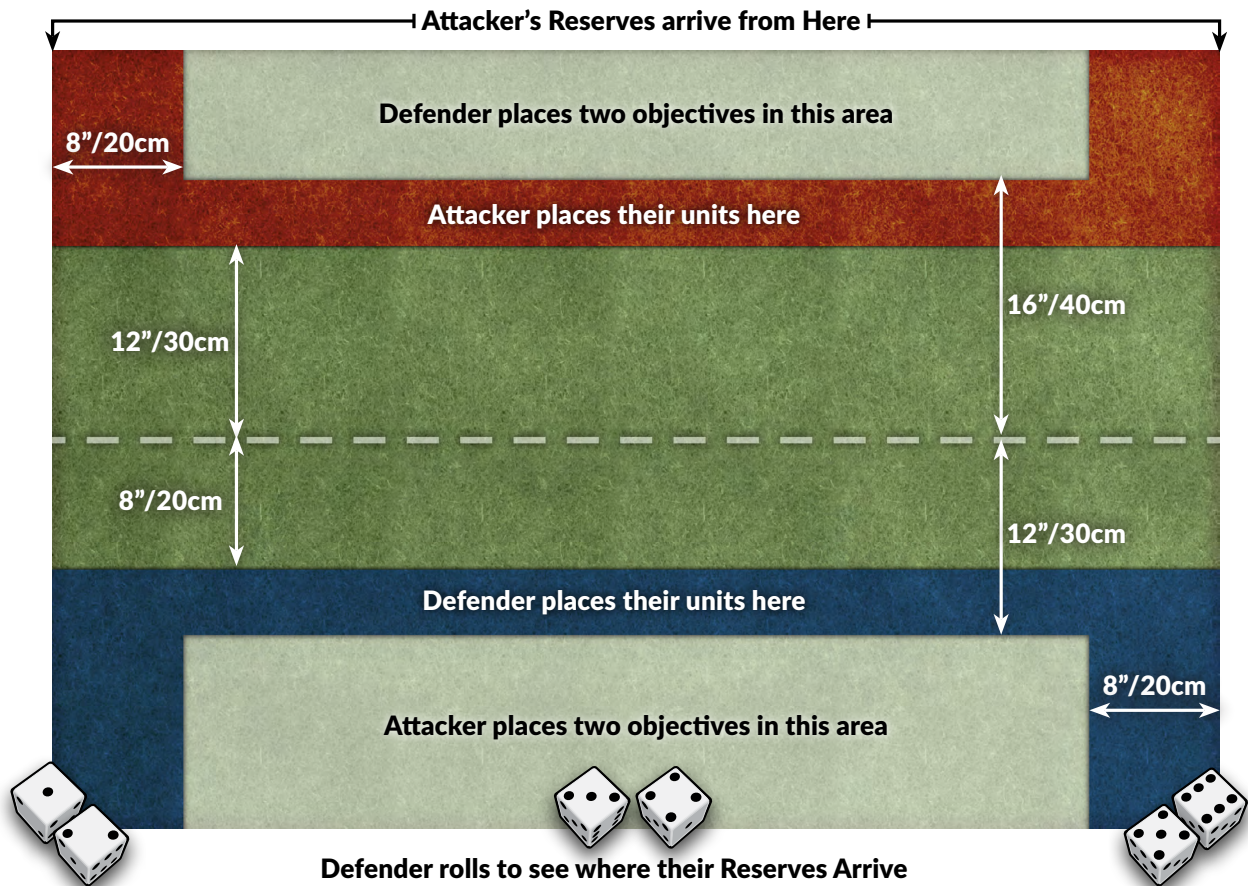 Attacker’s Reserves arrive from Here
Defender places two objectives in this area
8”/20cm
Attacker places their units here
16”/40cm
12”/30cm
8”/20cm
12”/30cm
Defender places their units here
8”/20cm
Attacker places two objectives in this area
Defender rolls to see where their Reserves Arrive